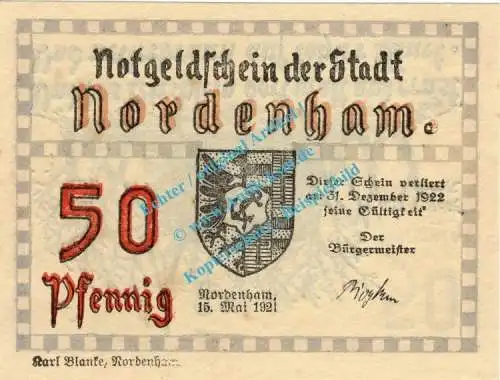 Notgeldschein der Stadt
Nordenham.
50
Pfennig
Dieser Schein verliert
am 31. Dezember 1922
seine Gültigkeit
Der
Bürgermeister
Nordenham,
15. Mai 1921
Karl Blanke, Nordenham